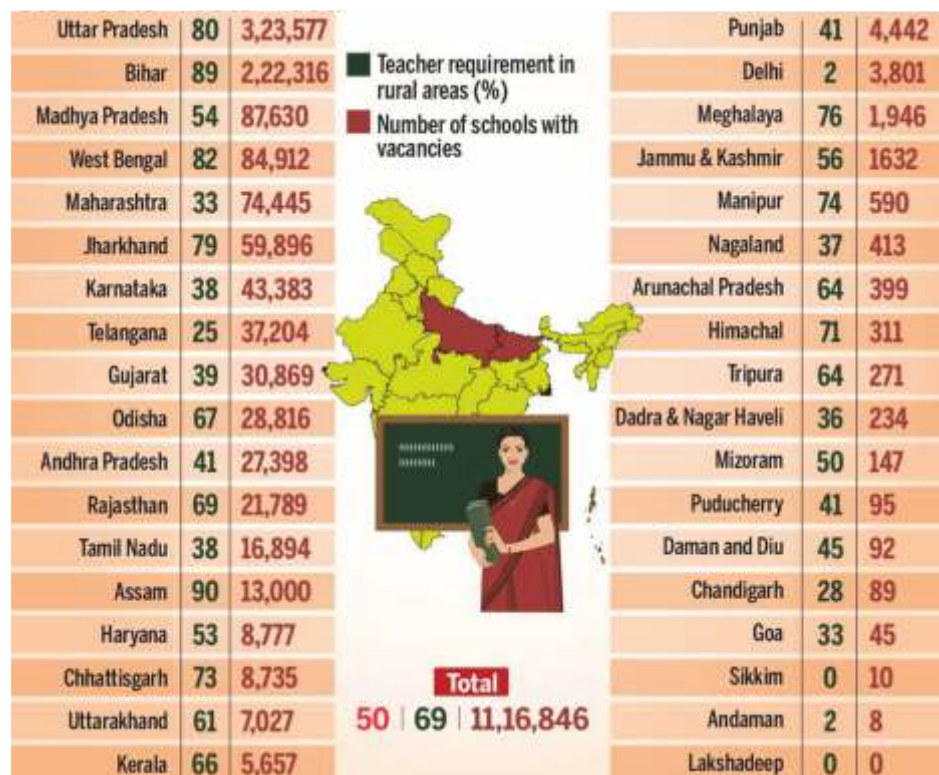 Uttar Pradesh 80 3,23,577
Bihar 89 2,22,316
Madhya Pradesh 54 87,630
West Bengal 82 84,912
Maharashtra 33 74,445
Jharkhand 79 59,896
Karnataka 38 43,383
Telangana 25 37,204
Gujarat 39 30,869
Odisha 67 28,816
Andhra Pradesh 41 27,398
Rajasthan 69 21,789
Tamil Nadu 38 16,894
Assam 90 13,000
Haryana 53 8,777
Chhattisgarh 73 8,735
Uttarakhand 61 7,027
Kerala 66 5,657
Teacher requirement in
rural areas (%)
Number of schools with
vacancies
Total
50 | 69 | 11,16,846
Punjab 41 4,442
Delhi 2 3,801
Meghalaya 76 1,946
Jammu & Kashmir 56 1632
Manipur 74 590
Nagaland 37 413
Arunachal Pradesh 64 399
Himachal 71 311
Tripura 64 271
Dadra & Nagar Haveli 36 234
Mizoram 50 147
Puducherry 41 95
Daman and Diu 45 92
Chandigarh 28 89
Goa 33 45
Sikkim 0 10
Andaman 2 8
Lakshadeep 0 0